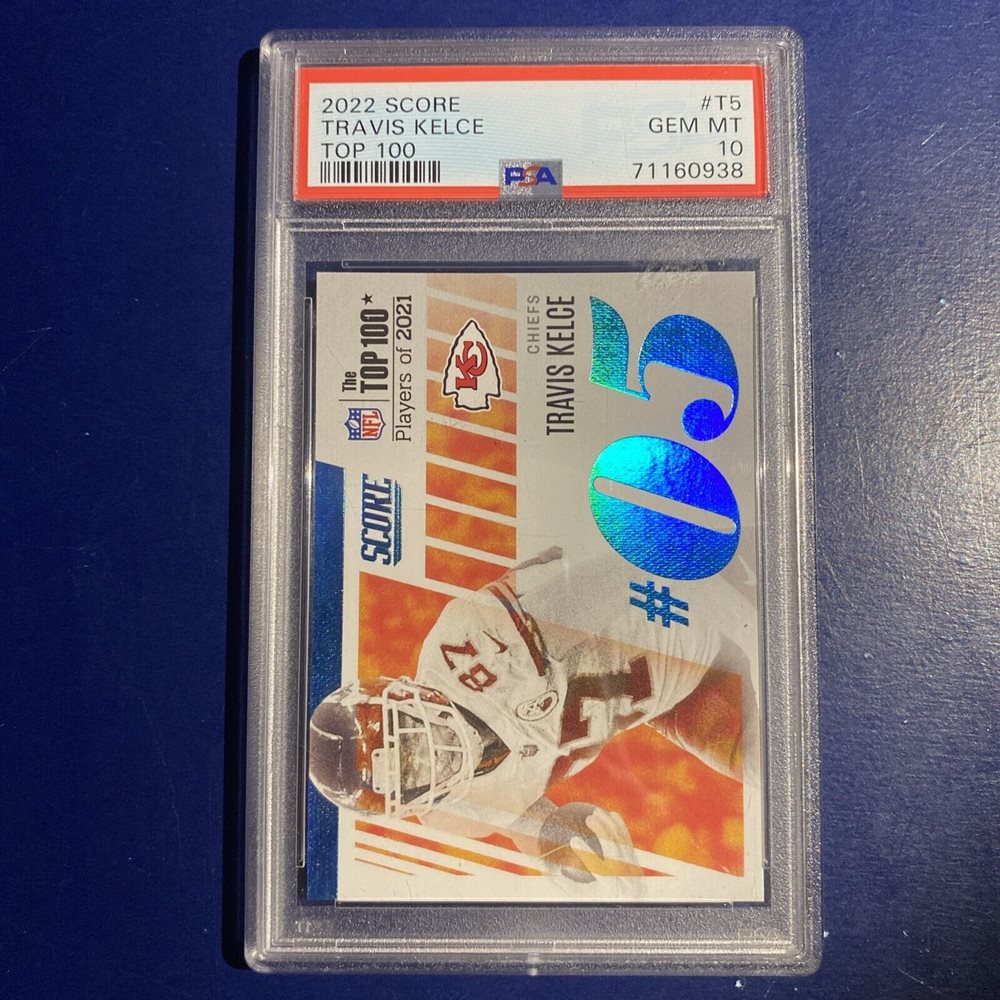 2022 SCORE #T5
TRAVIS KELCE GEM MT
TOP 100 10
PSA 71160938
The
NFL TOP 100
Players of 2021
SCORE
KC
CHIEFS
TRAVIS KELCE
#05
87